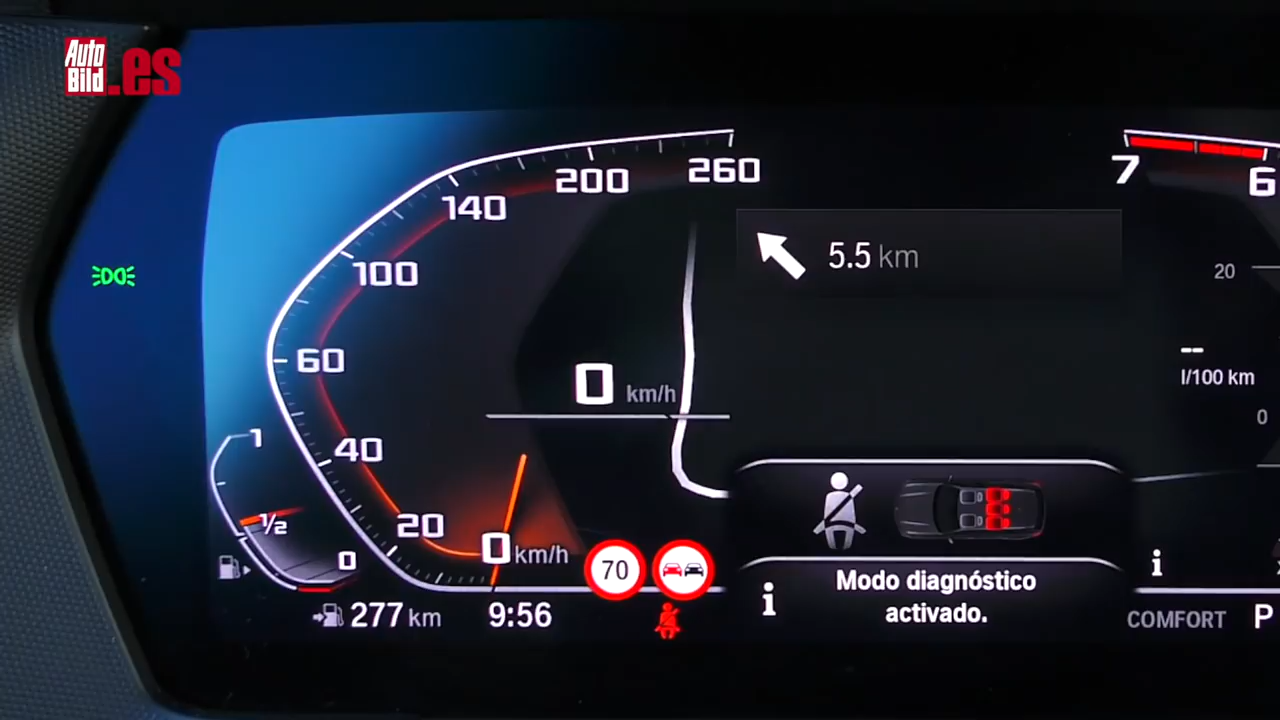 Auto
Bild
.es
260
200
140
100
60
40
20
0 km/h
0 km/h
7
6
5.5 km
20
--
l/100 km
0
1
½
0
70
277 km
9:56
Modo diagnóstico
activado.
COMFORT
P